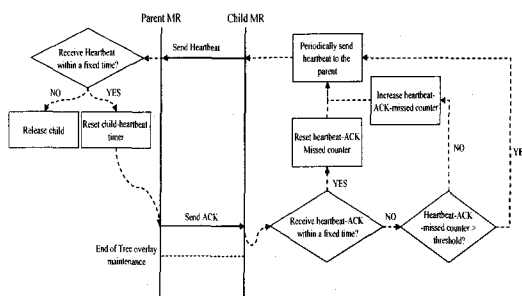 Parent MR
Child MR
Send Heartbeat
Receive Heartbeat
within a fixed time?
NO
YES
Release child
Reset child-heartbeat
timer
Send ACK
End of Tree overlay
maintenance
Periodically send
heartbeat to the
parent
Increase heartbeat-
ACK-missed counter
Reset heartbeat-ACK
Missed counter
YES
NO
Receive heartbeat-ACK
within a fixed time?
NO
Heartbeat-ACK
-missed counter >
threshold?
YE